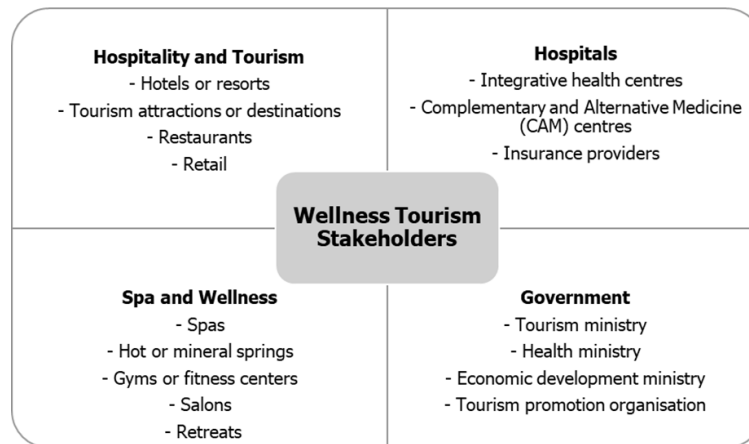 Hospitality and Tourism
- Hotels or resorts
- Tourism attractions or destinations
- Restaurants
- Retail
Hospitals
- Integrative health centres
- Complementary and Alternative Medicine
(CAM) centres
- Insurance providers
Wellness Tourism
Stakeholders
Spa and Wellness
- Spas
- Hot or mineral springs
- Gyms or fitness centers
- Salons
- Retreats
Government
- Tourism ministry
- Health ministry
- Economic development ministry
- Tourism promotion organisation